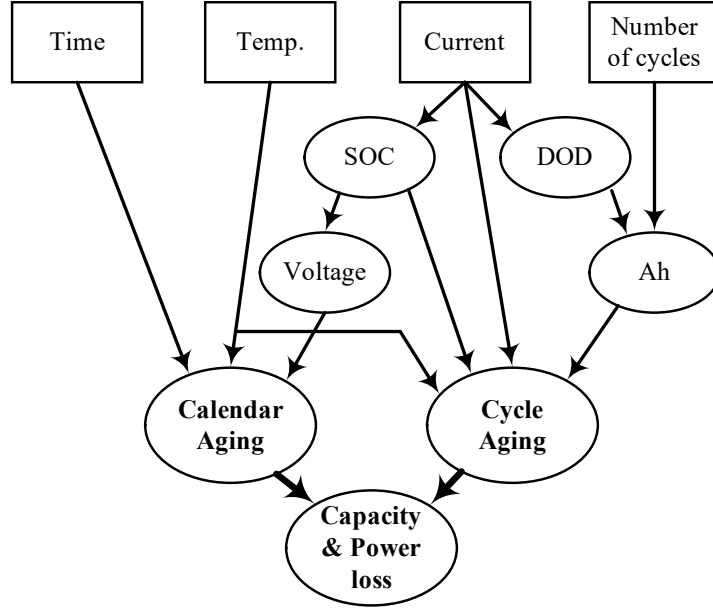 Time
Temp.
Current
Number
of cycles
SOC
DOD
Voltage
Ah
Calendar
Aging
Cycle
Aging
Capacity
& Power
loss